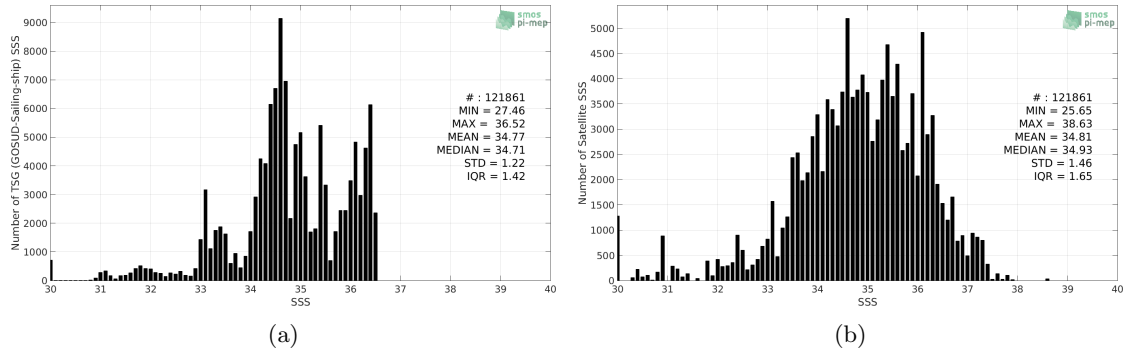 smos
pi-mep
Number of TSG (GOSUD-Sailing-ship) SSS
9000
8000
7000
6000
5000
4000
3000
2000
1000
0
# : 121861
MIN = 27.46
MAX = 36.52
MEAN = 34.77
MEDIAN = 34.71
STD = 1.22
IQR = 1.42
30 31 32 33 34 35 36 37 38 39 40
SSS
(a)
smos
pi-mep
Number of Satellite SSS
5000
4500
4000
3500
3000
2500
2000
1500
1000
500
0
# : 121861
MIN = 25.65
MAX = 38.63
MEAN = 34.81
MEDIAN = 34.93
STD = 1.46
IQR = 1.65
30 31 32 33 34 35 36 37 38 39 40
SSS
(b)